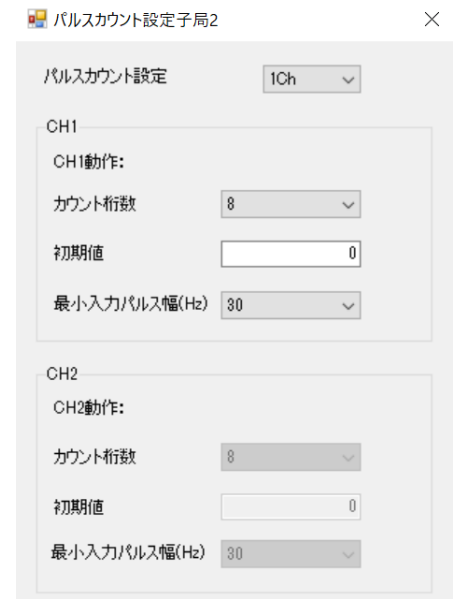 パルスカウント設定子局2
パルスカウント設定 1Ch
CH1
CH1動作:
カウント桁数 8
初期値 0
最小入力パルス幅(Hz) 30
CH2
CH2動作:
カウント桁数 8
初期値 0
最小入力パルス幅(Hz) 30